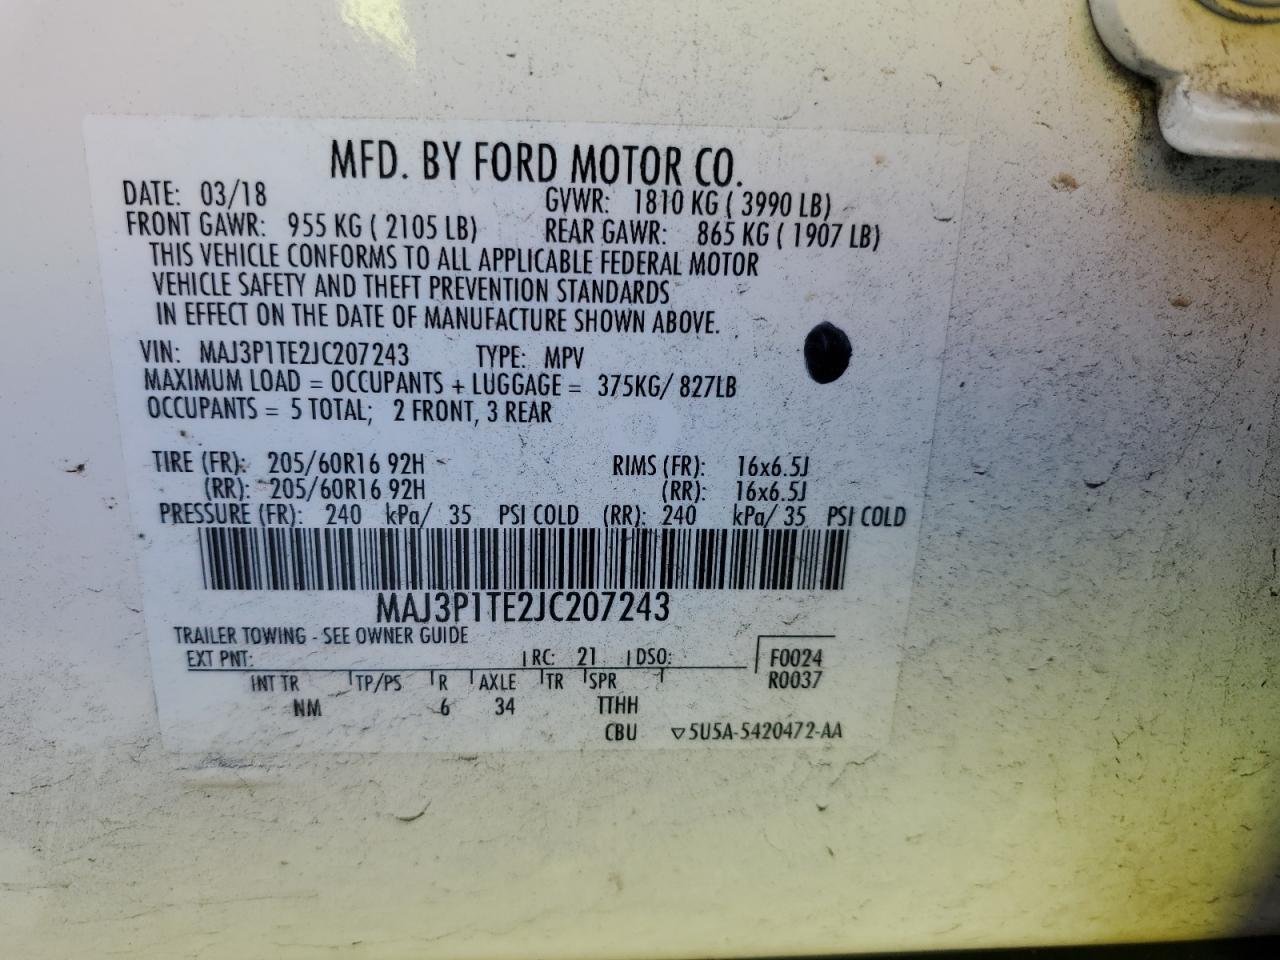 MFD. BY FORD MOTOR CO.
DATE: 03/18 GVWR: 1810 KG ( 3990 LB)
FRONT GAWR: 955 KG ( 2105 LB) REAR GAWR: 865 KG ( 1907 LB)
THIS VEHICLE CONFORMS TO ALL APPLICABLE FEDERAL MOTOR
VEHICLE SAFETY AND THEFT PREVENTION STANDARDS
IN EFFECT ON THE DATE OF MANUFACTURE SHOWN ABOVE.
VIN: MAJ3P1TE2JC207243 TYPE: MPV
MAXIMUM LOAD = OCCUPANTS + LUGGAGE = 375KG/ 827LB
OCCUPANTS = 5 TOTAL; 2 FRONT, 3 REAR
TIRE (FR): 205/60R16 92H RIMS (FR): 16x6.5J
(RR): 205/60R16 92H (RR): 16x6.5J
PRESSURE (FR): 240 kPa/ 35 PSI COLD (RR): 240 kPa/ 35 PSI COLD
MAJ3P1TE2JC207243
TRAILER TOWING - SEE OWNER GUIDE
EXT PNT: RC: 21 DSO: F0024
INT TR TP/PS R AXLE TR SPR R0037
NM 6 34 TTHH
CBU ▽5U5A-5420472-AA